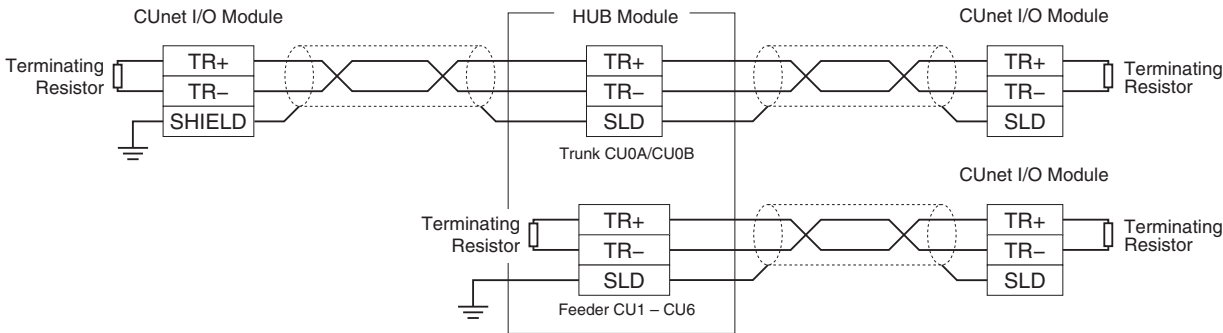 CUnet I/O Module
HUB Module
CUnet I/O Module
Terminating
Resistor
TR+
TR−
SHIELD
TR+
TR−
SLD
Trunk CU0A/CU0B
TR+
TR−
SLD
Terminating
Resistor
CUnet I/O Module
Terminating
Resistor
TR+
TR−
SLD
Feeder CU1 – CU6
TR+
TR−
SLD
Terminating
Resistor